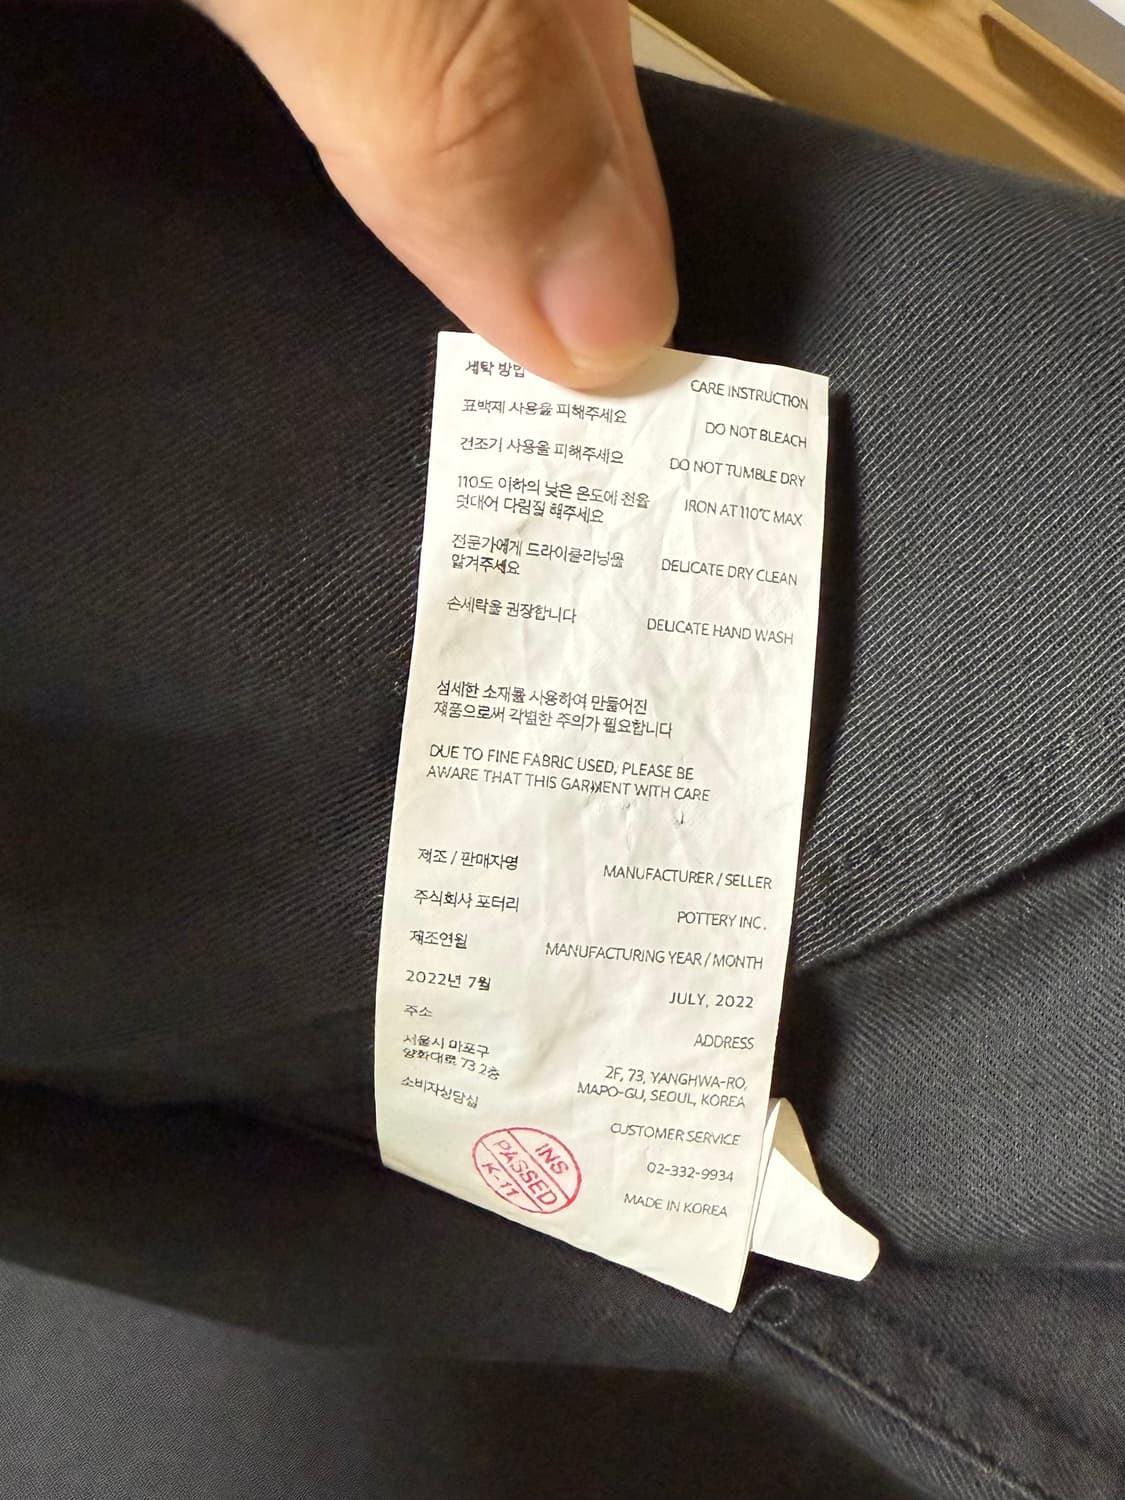 세탁 방법
CARE INSTRUCTION
표백제 사용을 피해주세요
DO NOT BLEACH
건조기 사용을 피해주세요
DO NOT TUMBLE DRY
110도 이하의 낮은 온도에 천을
덧대어 다림질 해주세요
IRON AT 110℃ MAX
전문가에게 드라이클리닝을
맡겨주세요
DELICATE DRY CLEAN
손세탁을 권장합니다
DELICATE HAND WASH
섬세한 소재를 사용하여 만들어진
제품으로써 각별한 주의가 필요합니다
DUE TO FINE FABRIC USED, PLEASE BE
AWARE THAT THIS GARMENT WITH CARE
제조 / 판매자명
MANUFACTURER / SELLER
주식회사 포터리
POTTERY INC.
제조연월
MANUFACTURING YEAR / MONTH
2022년 7월
JULY, 2022
주소
ADDRESS
서울시 마포구
양화대로 73 2층
2F, 73, YANGHWA-RO,
MAPO-GU, SEOUL, KOREA
소비자상담실
CUSTOMER SERVICE
02-332-9934
MADE IN KOREA
INS
PASSED
K-11